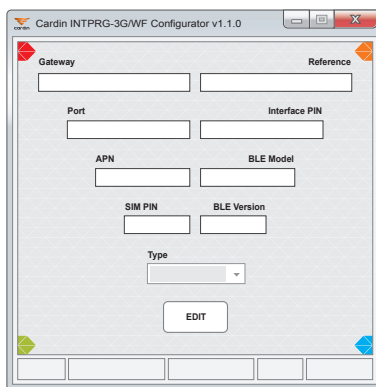 cardin
Cardin INTPRG-3G/WF Configurator v1.1.0
Gateway Reference
Port Interface PIN
APN BLE Model
SIM PIN BLE Version
Type
EDIT